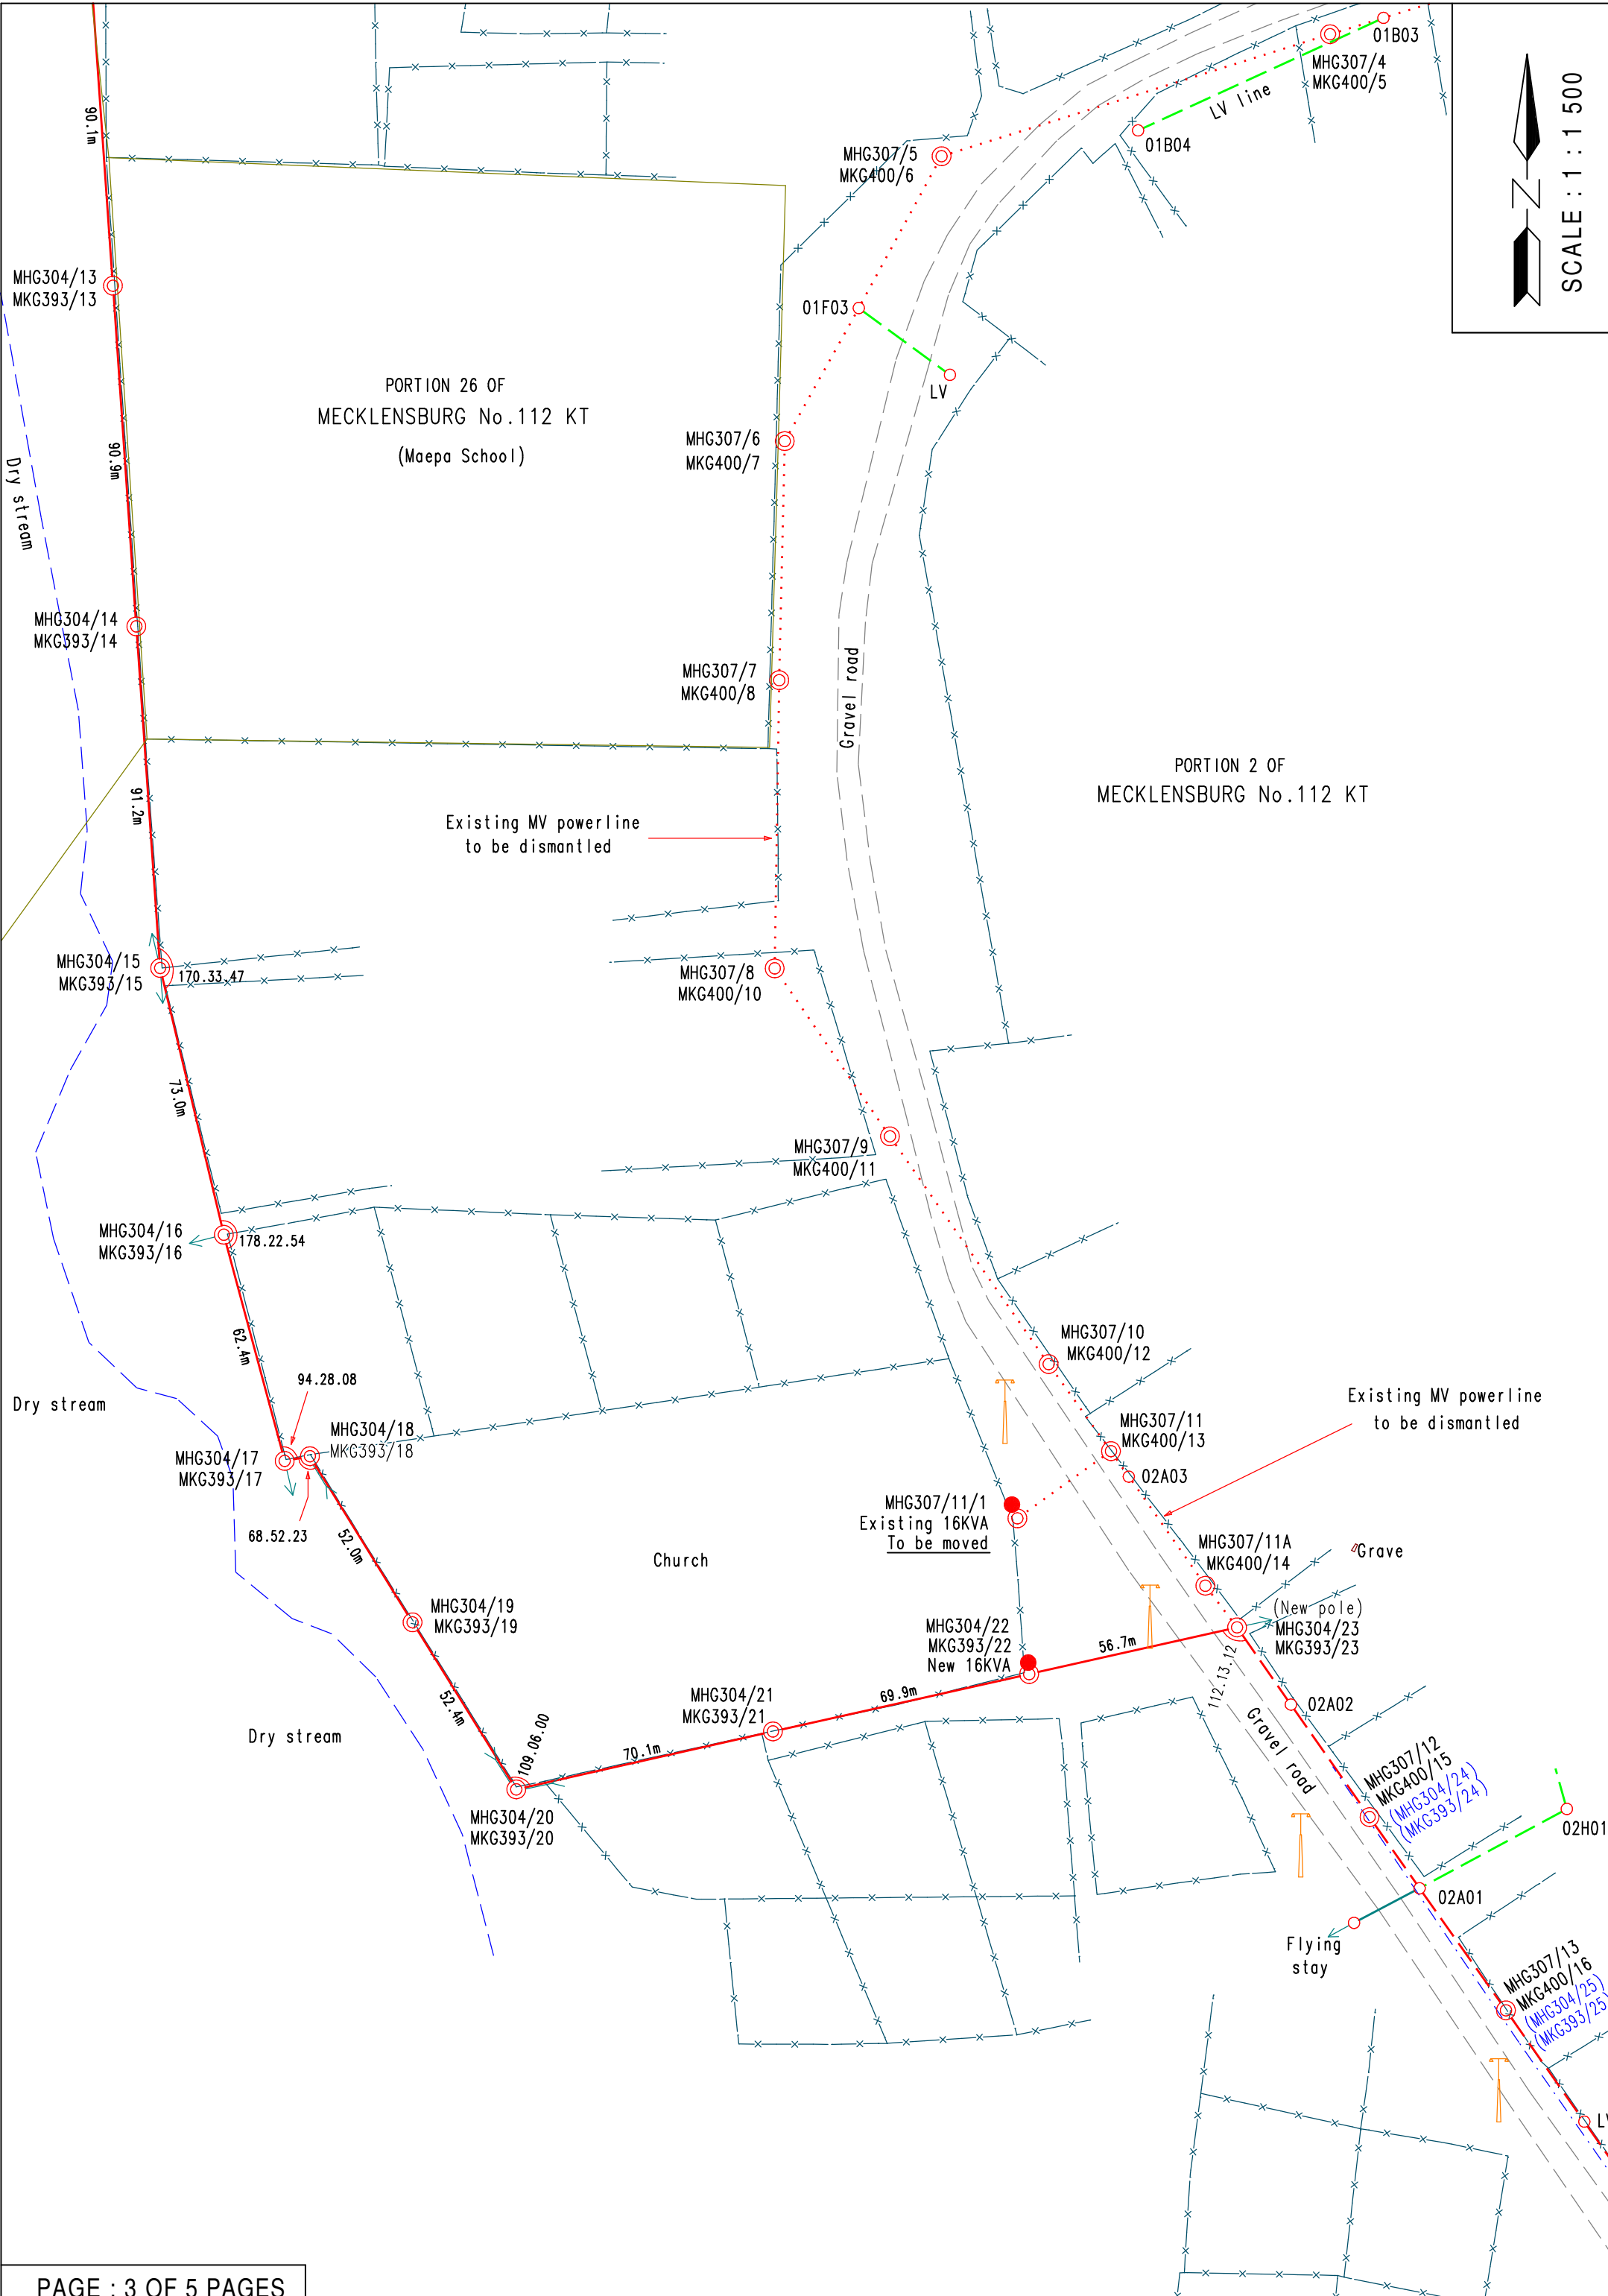 01B03
MHG307/4
MKG400/5
LV line
01B04
SCALE : 1 : 1 500
N
90.1m
MHG307/5
MKG400/6
MHG304/13
MKG393/13
01F03
LV
PORTION 26 OF
MECKLENSBURG No.112 KT
(Maepa School)
MHG307/6
MKG400/7
90.9m
Dry stream
MHG304/14
MKG393/14
MHG307/7
MKG400/8
Gravel road
PORTION 2 OF
MECKLENSBURG No.112 KT
91.2m
Existing MV powerline
to be dismantled
MHG304/15
MKG393/15
170.33.47
MHG307/8
MKG400/10
73.0m
MHG307/9
MKG400/11
MHG304/16
MKG393/16
178.22.54
62.4m
MHG307/10
MKG400/12
94.28.08
Dry stream
Existing MV powerline
to be dismantled
MHG304/18
MKG393/18
MHG304/17
MKG393/17
MHG307/11
MKG400/13
02A03
68.52.23
52.0m
MHG307/11/1
Existing 16KVA
To be moved
Church
MHG307/11A
MKG400/14
Grave
MHG304/19
MKG393/19
(New pole)
MHG304/23
MKG393/23
MHG304/22
MKG393/22
New 16KVA
56.7m
112.13.12
69.9m
MHG304/21
MKG393/21
52.4m
70.1m
109.06.00
Dry stream
02A02
Gravel road
MHG307/12
MKG400/15
(MHG304/24)
(MKG393/24)
MHG304/20
MKG393/20
02H01
02A01
Flying
stay
MHG307/13
MKG400/16
(MHG304/25)
(MKG393/25)
PAGE : 3 OF 5 PAGES